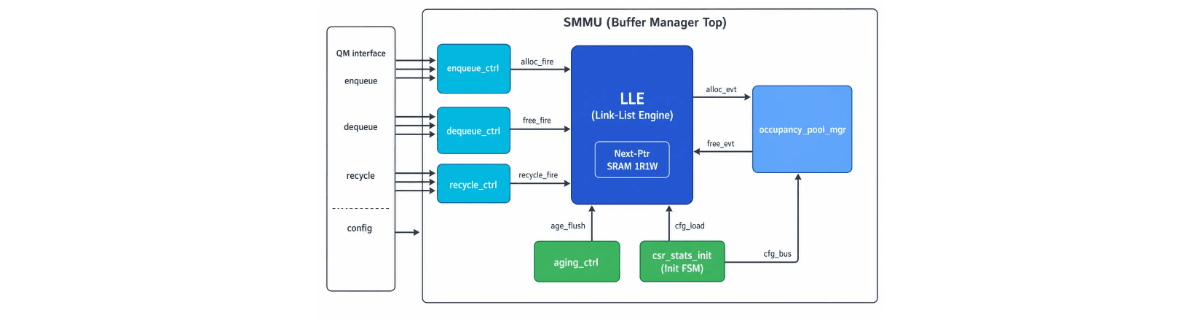 SMMU (Buffer Manager Top)
QM interface
enqueue
dequeue
recycle
config
enqueue_ctrl
dequeue_ctrl
recycle_ctrl
alloc_fire
free_fire
recycle_fire
LLE
(Link-List Engine)
Next-Ptr
SRAM 1R1W
alloc_evt
free_evt
occupancy_pool_mgr
age_flush
cfg_load
aging_ctrl
csr_stats_init
(Init FSM)
cfg_bus